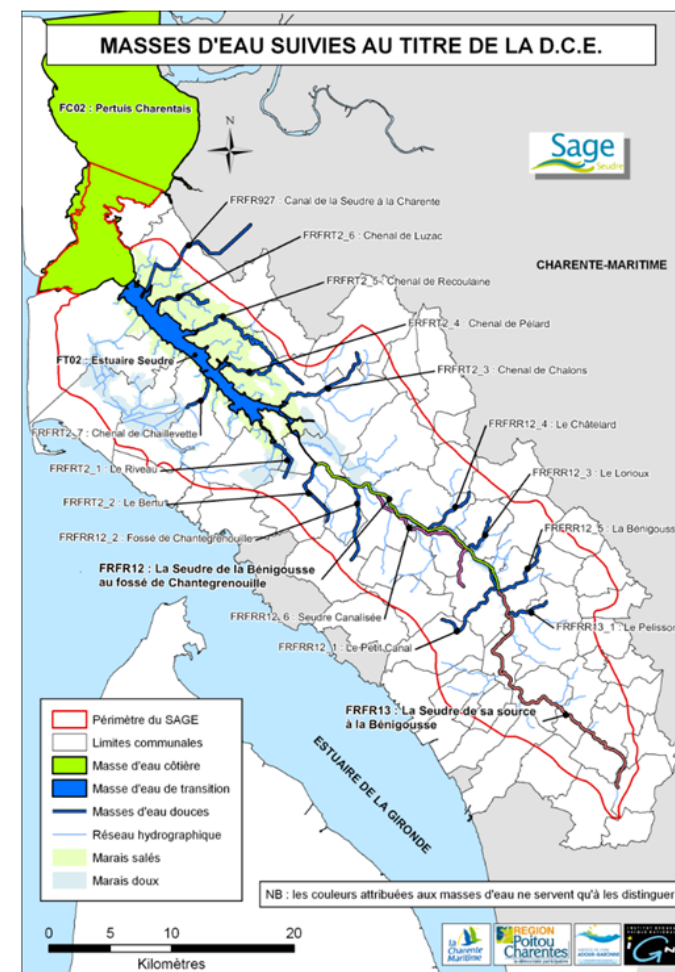 MASSES D'EAU SUIVIES AU TITRE DE LA D.C.E.
FC02 : Pertuis Charentais
N
Sage
Seudre
FRFR927 : Canal de la Seudre à la Charente
FRFRT2_6 : Chenal de Luzac
CHARENTE-MARITIME
FRFRT2_5 : Chenal de Recoulaine
FRFRT2_4 : Chenal de Pélard
FT02 : Estuaire Seudre
FRFRT2_3 : Chenal de Chalons
FRFRR12_4 : Le Châtelard
FRFRT2_7 : Chenal de Chaillevette
FRFRR12_3 : Le Lorioux
FRFRT2_1 : Le Riveau
FRFRT2_2 : Le Bertu
FRFRR12_5 : La Bénigousse
FRFRR12_2 : Fossé de Chantegrenouille
FRFR12 : La Seudre de la Bénigousse
au fossé de Chantegrenouille
FRFRR12_6 : Seudre Canalisée
FRFRR13_1 : Le Pelisson
FRFRR12_1 : Le Petit Canal
FRFR13 : La Seudre de sa source
à la Bénigousse
ESTUAIRE DE LA GIRONDE
Périmètre du SAGE
Limites communales
Masse d'eau côtière
Masse d'eau de transition
Masses d'eau douces
Réseau hydrographique
Marais salés
Marais doux
NB : les couleurs attribuées aux masses d'eau ne servent qu'à les distinguer
0 5 10 20
Kilomètres
la Charente
Maritime
REGION
Poitou
Charentes
ADOUR-GARONNE
IGN